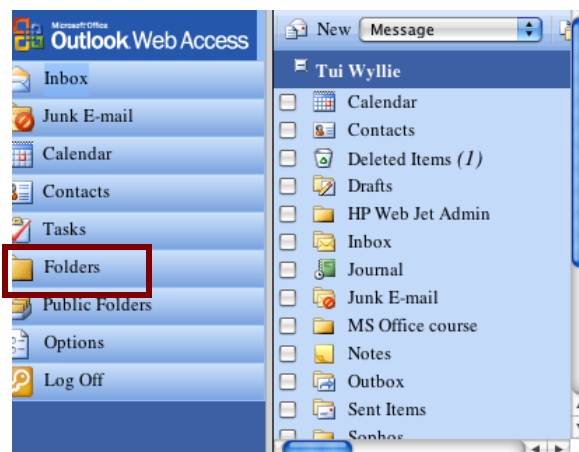 Microsoft Office
Outlook Web Access
Inbox
Junk E-mail
Calendar
Contacts
Tasks
Folders
Public Folders
Options
Log Off
New Message
Tui Wyllie
Calendar
Contacts
Deleted Items (1)
Drafts
HP Web Jet Admin
Inbox
Journal
Junk E-mail
MS Office course
Notes
Outbox
Sent Items
Sophos